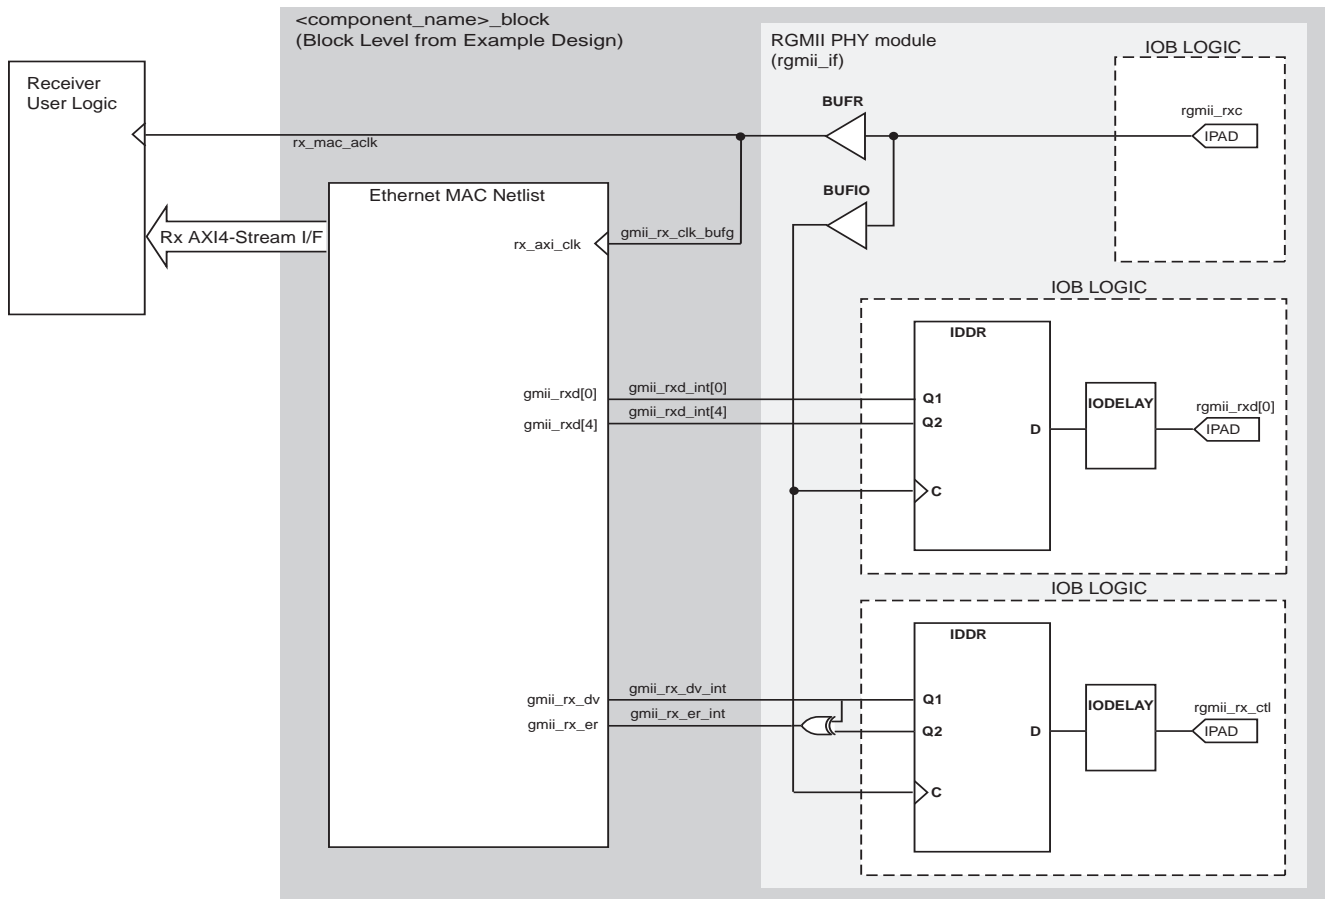 <component_name>_block
(Block Level from Example Design)
RGMII PHY module
(rgmii_if)
IOB LOGIC
Receiver
User Logic
BUFR
rgmii_rxc
IPAD
rx_mac_aclk
BUFIO
Ethernet MAC Netlist
Rx AXI4-Stream I/F
rx_axi_clk
gmii_rx_clk_bufg
IOB LOGIC
IDDR
gmii_rxd[0]
gmii_rxd_int[0]
Q1
gmii_rxd[4]
gmii_rxd_int[4]
Q2
D
IODELAY
rgmii_rxd[0]
IPAD
C
IOB LOGIC
IDDR
gmii_rx_dv
gmii_rx_dv_int
Q1
gmii_rx_er
gmii_rx_er_int
Q2
D
IODELAY
rgmii_rx_ctl
IPAD
C